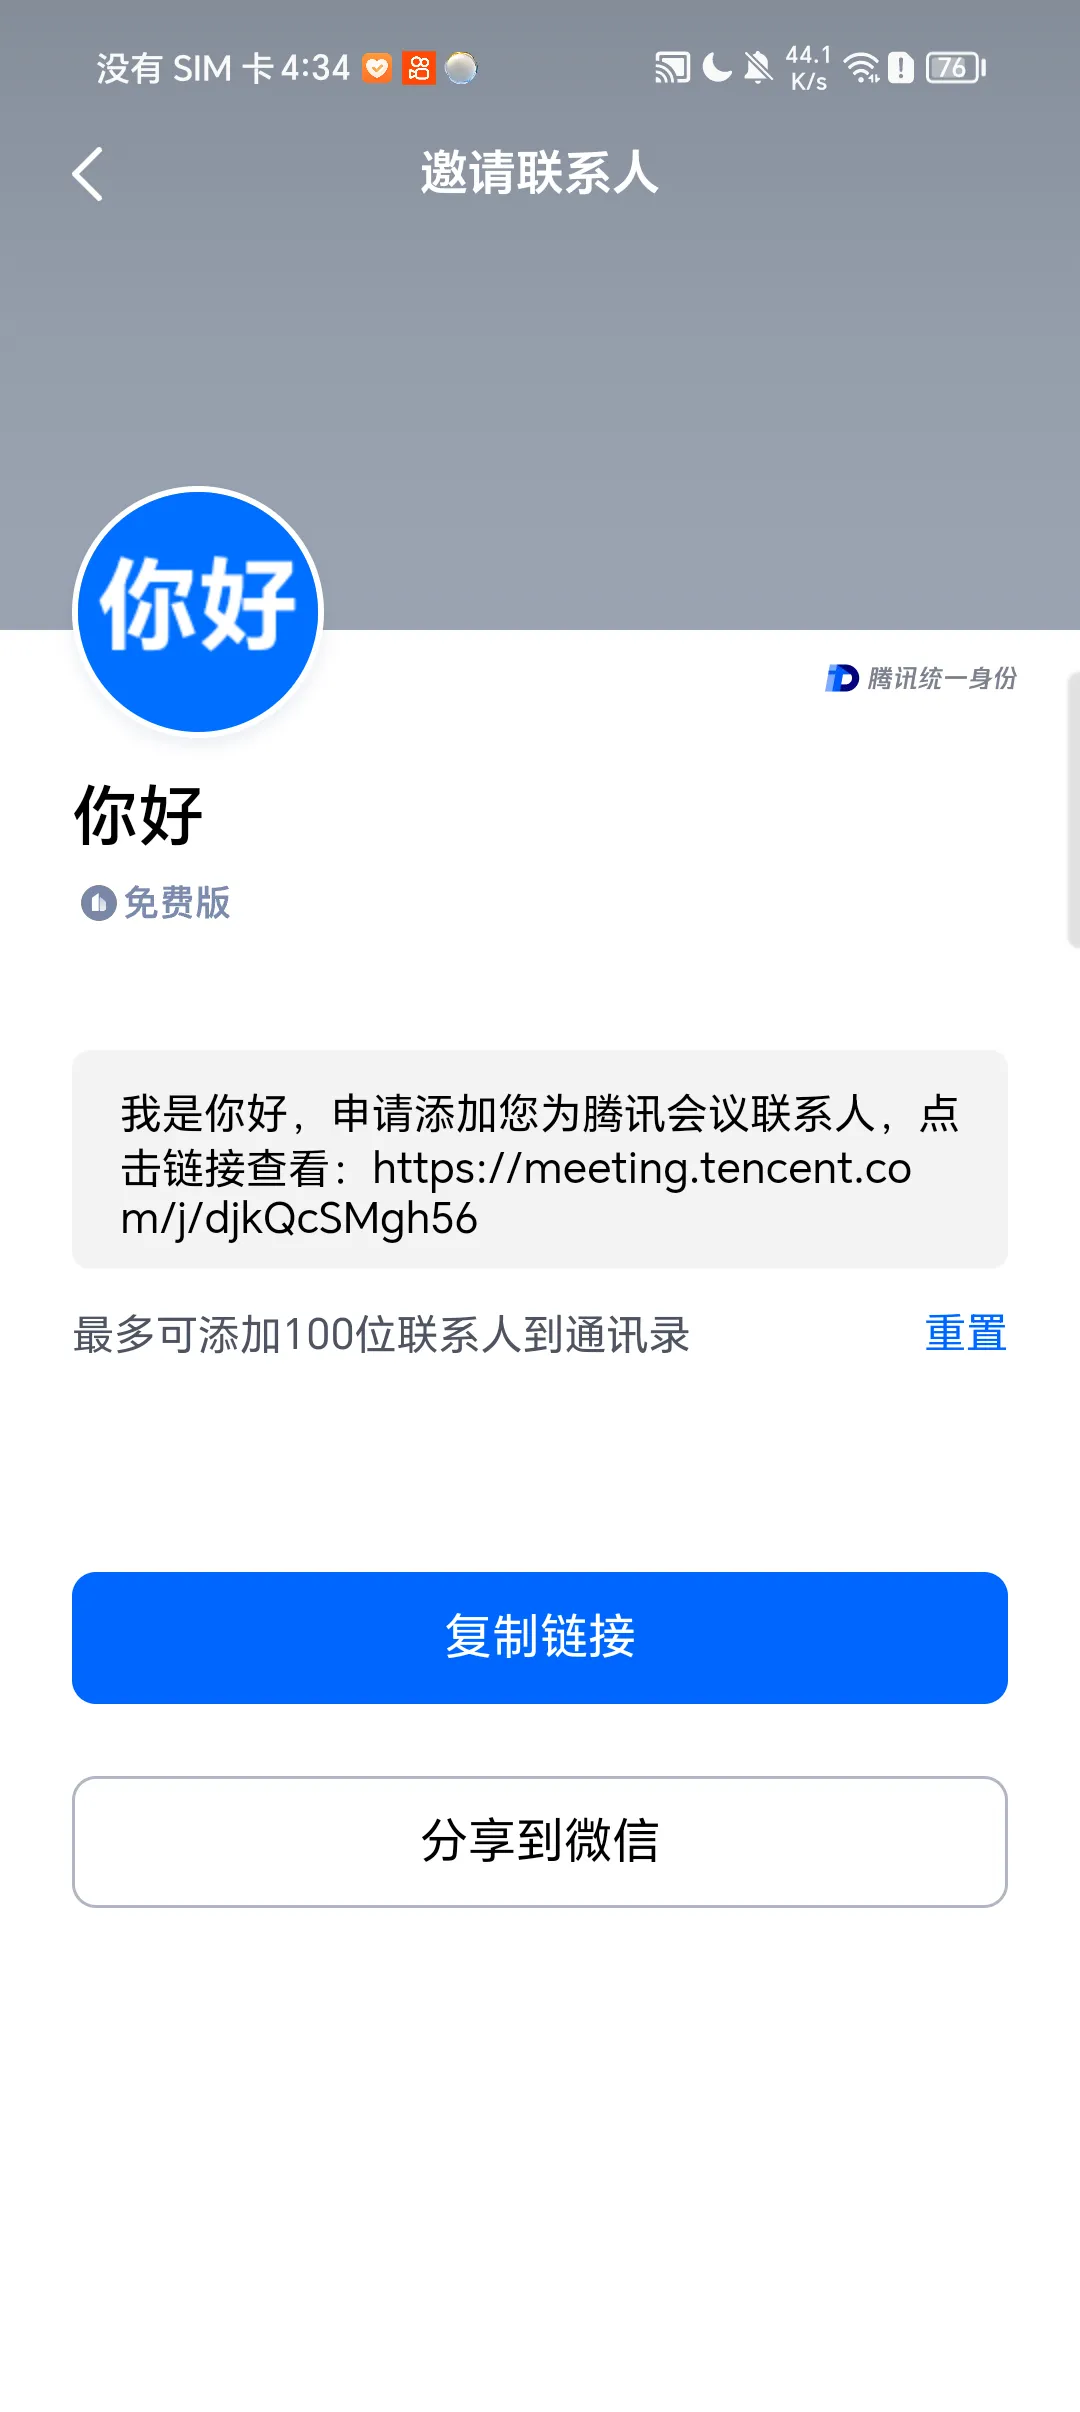 没有 SIM 卡 4:34
44.1
K/s
76
邀请联系人
你好
腾讯统一身份
你好
免费版
我是你好，申请添加您为腾讯会议联系人，点
击链接查看：https://meeting.tencent.co
m/j/djkQcSMgh56
最多可添加100位联系人到通讯录
重置
复制链接
分享到微信